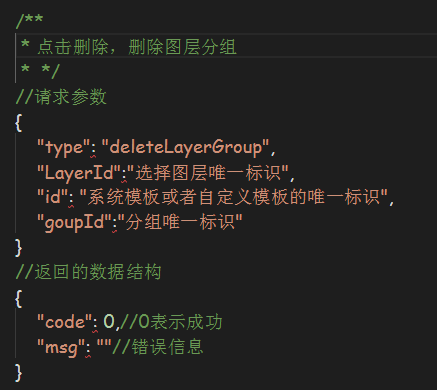 /**
* 点击删除，删除图层分组
* */
//请求参数
{
"type": "deleteLayerGroup",
"LayerId":"选择图层唯一标识",
"id": "系统模板或者自定义模板的唯一标识",
"goupId":"分组唯一标识"
}
//返回的数据结构
{
"code": 0,//0表示成功
"msg": ""//错误信息
}